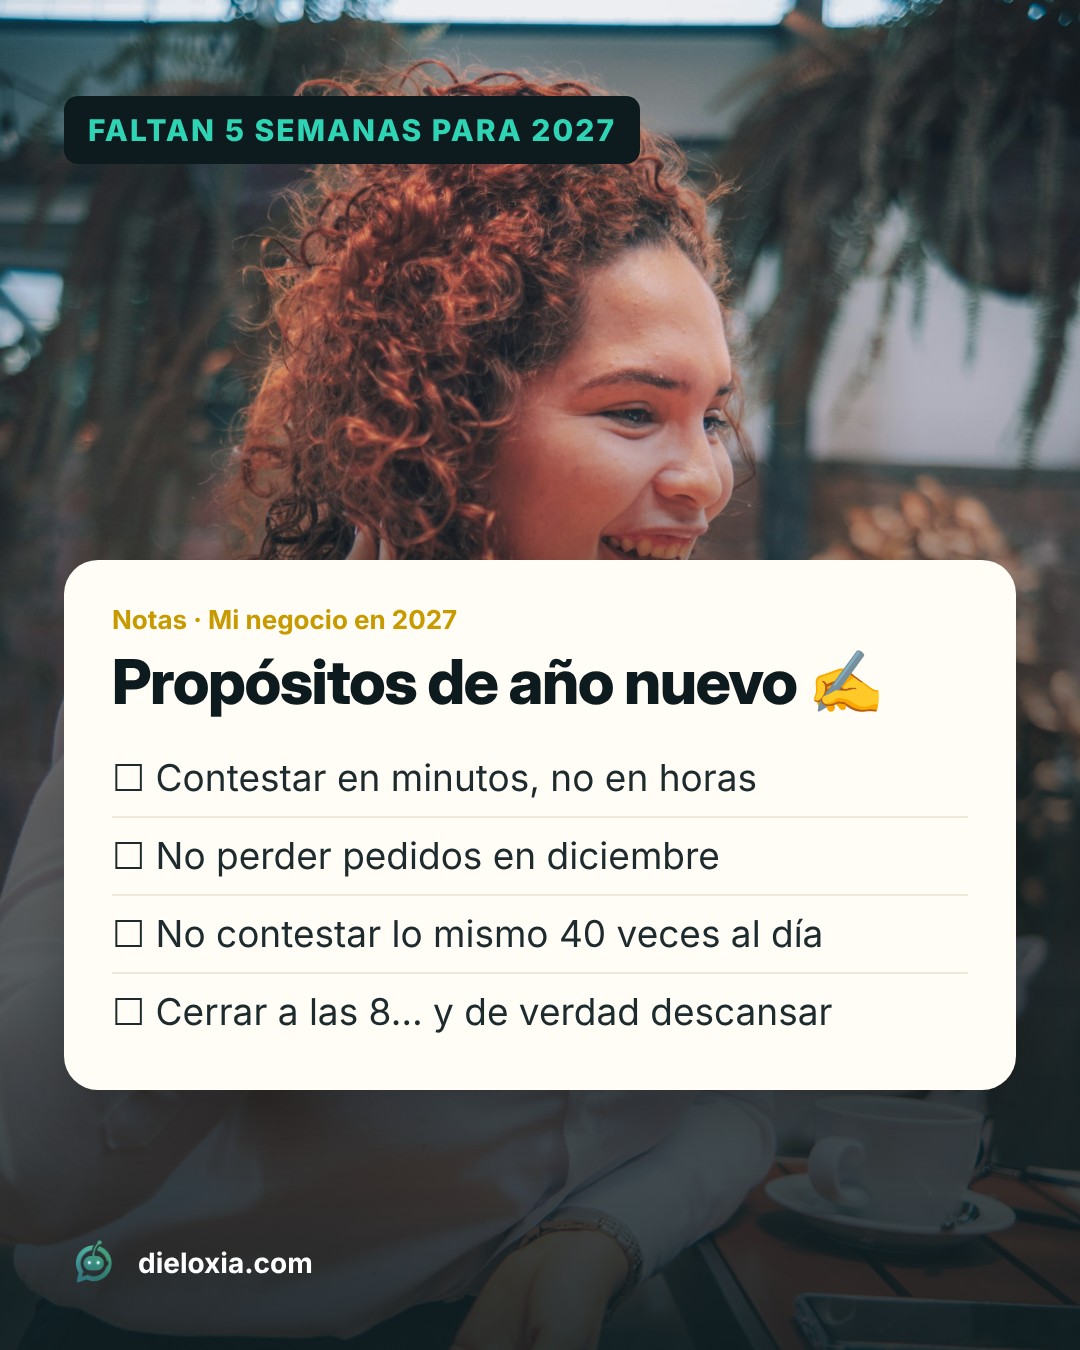 FALTAN 5 SEMANAS PARA 2027
Notas · Mi negocio en 2027
Propósitos de año nuevo ✍️
☐ Contestar en minutos, no en horas
☐ No perder pedidos en diciembre
☐ No contestar lo mismo 40 veces al día
☐ Cerrar a las 8... y de verdad descansar
dieloxia.com